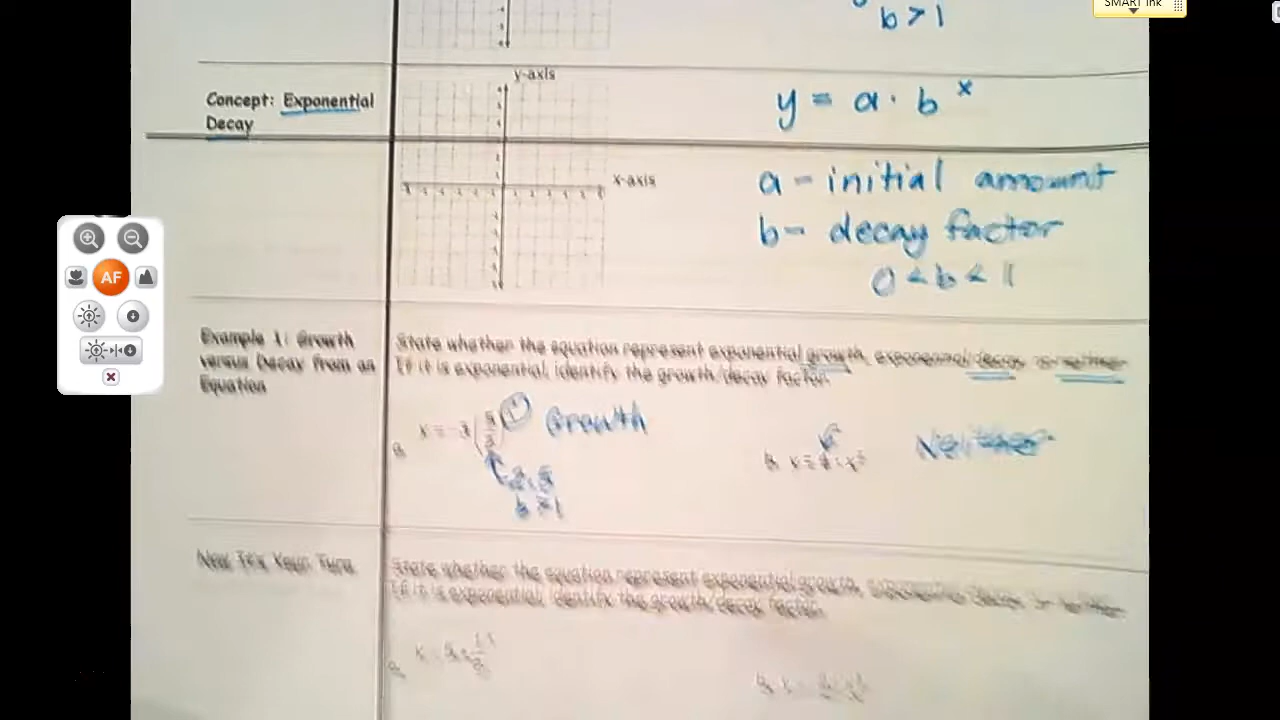 SMART Ink
b > 1
y-axis
Concept: Exponential
Decay
y = a · b^x
x-axis
a - initial amount
b - decay factor
0 < b < 1
AF
Example 1: Growth
versus Decay from an
Equation
State whether the equation represent exponential growth, exponential decay or neither
If it is exponential, identify the growth/decay factor.
a.
Growth
b.
Neither
b > 1
Now Try Your Turn
State whether the equation represent exponential growth, exponential decay or neither
If it is exponential, identify the growth/decay factor.
a.
b.